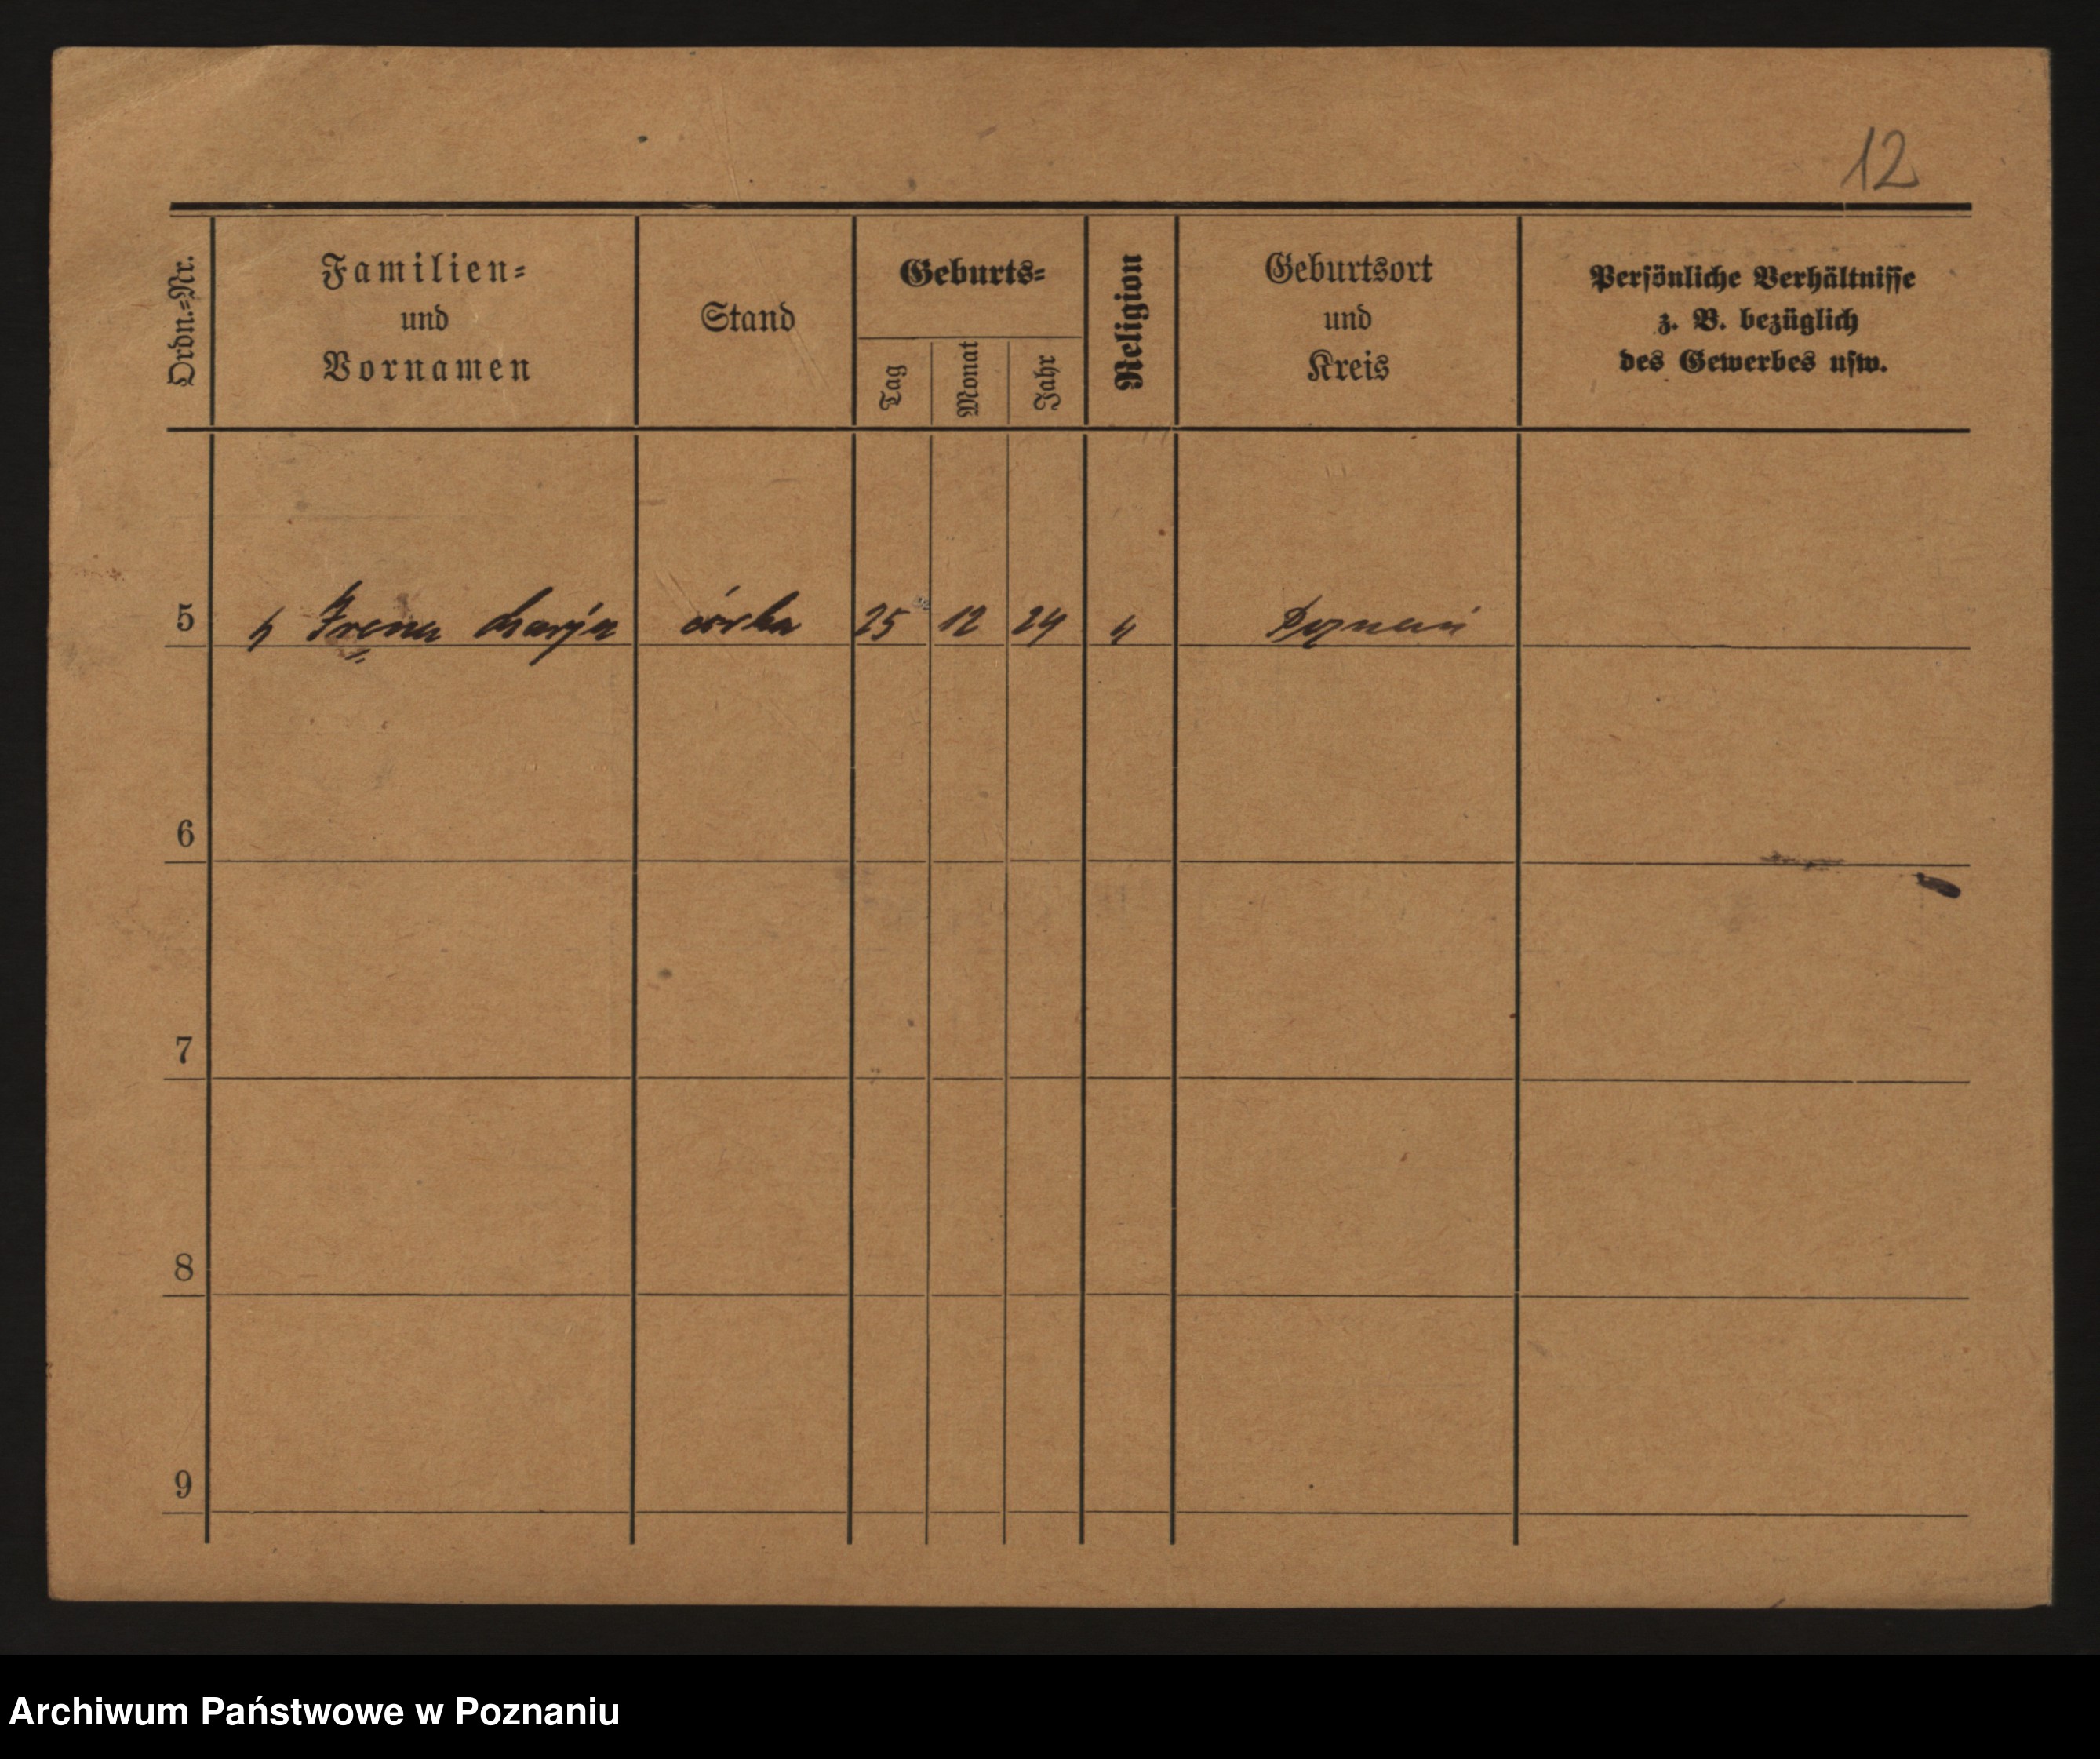 12
Ordn.-Nr.
Familien-
und
Vornamen
Stand
Geburts-
Tag
Monat
Jahr
Religion
Geburtsort
und
Kreis
Persönliche Verhältnisse
z. B. bezüglich
des Gewerbes usw.
5 " Irena Marja córka 25 12 24 " Poznań
6
7
8
9
Archiwum Państwowe w Poznaniu